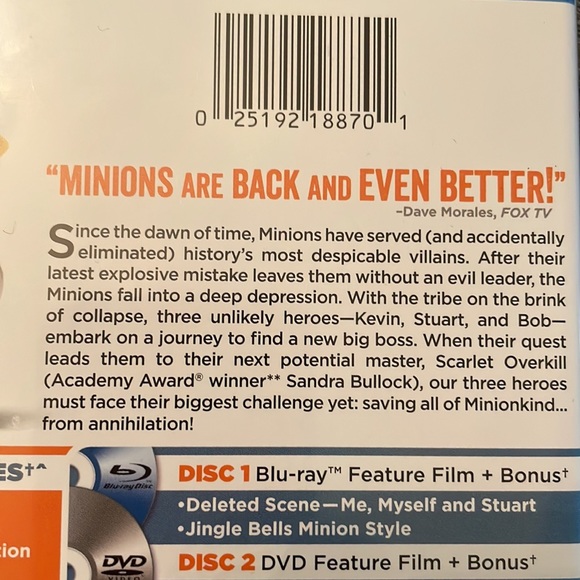 0 25192 18870 1
“MINIONS ARE BACK AND EVEN BETTER!”
–Dave Morales, FOX TV
Since the dawn of time, Minions have served (and accidentally
eliminated) history’s most despicable villains. After their
latest explosive mistake leaves them without an evil leader, the
Minions fall into a deep depression. With the tribe on the brink
of collapse, three unlikely heroes—Kevin, Stuart, and Bob—
embark on a journey to find a new big boss. When their quest
leads them to their next potential master, Scarlet Overkill
(Academy Award® winner** Sandra Bullock), our three heroes
must face their biggest challenge yet: saving all of Minionkind...
from annihilation!
ES†^
Blu-ray Disc
DISC 1 Blu-ray™ Feature Film + Bonus†
•Deleted Scene—Me, Myself and Stuart
•Jingle Bells Minion Style
tion
DVD
VIDEO
DISC 2 DVD Feature Film + Bonus†